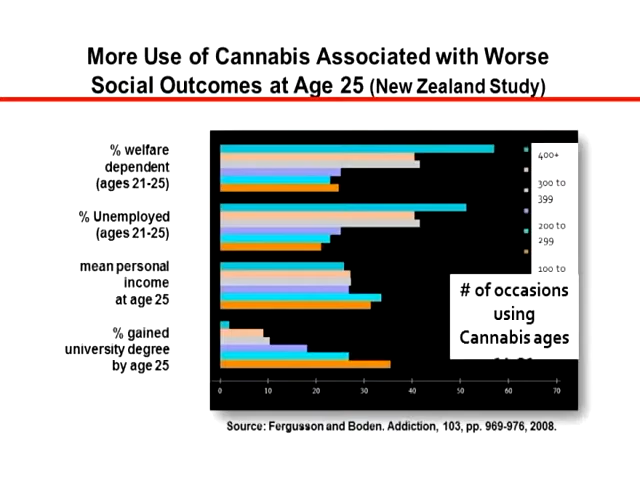 More Use of Cannabis Associated with Worse
Social Outcomes at Age 25 (New Zealand Study)
% welfare
dependent
(ages 21-25)
% Unemployed
(ages 21-25)
mean personal
income
at age 25
% gained
university degree
by age 25
400+
300 to
399
200 to
299
100 to
# of occasions
using
Cannabis ages
0 10 20 30 40 50 60 70
Source: Fergusson and Boden. Addiction, 103, pp. 969-976, 2008.